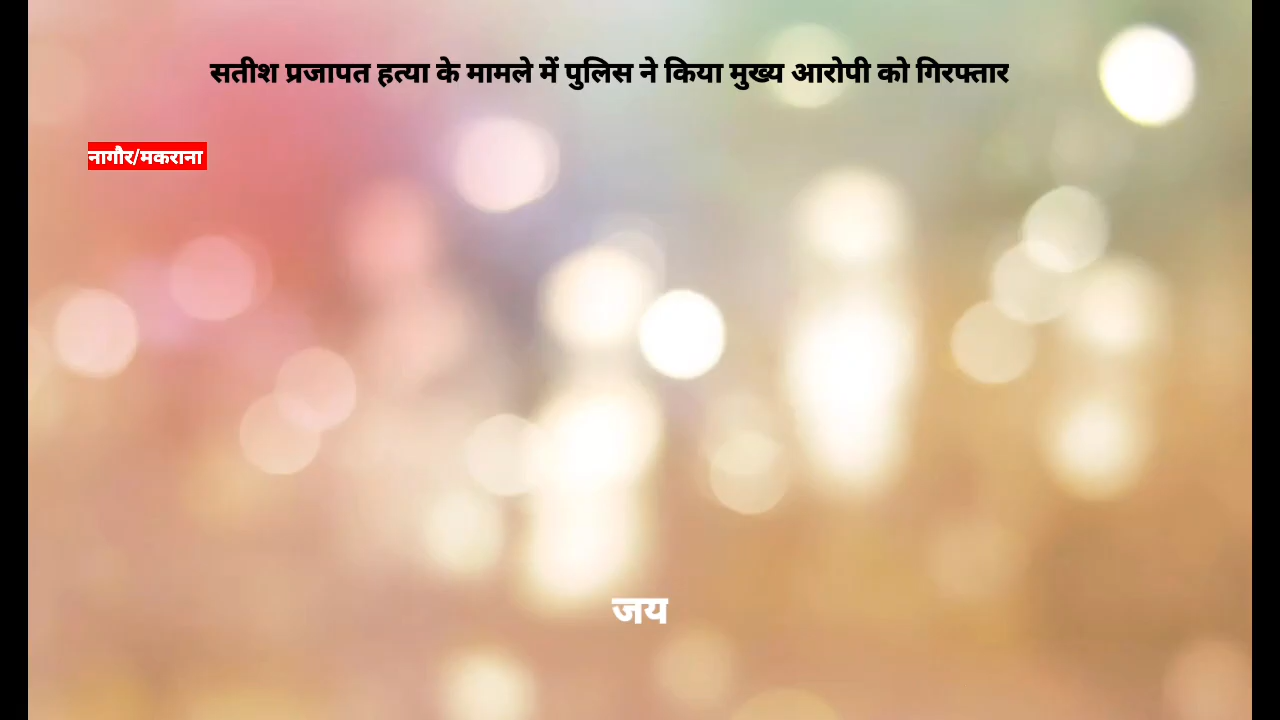 सतीश प्रजापत हत्या के मामले में पुलिस ने किया मुख्य आरोपी को गिरफ्तार
नागौर/मकराना
जय